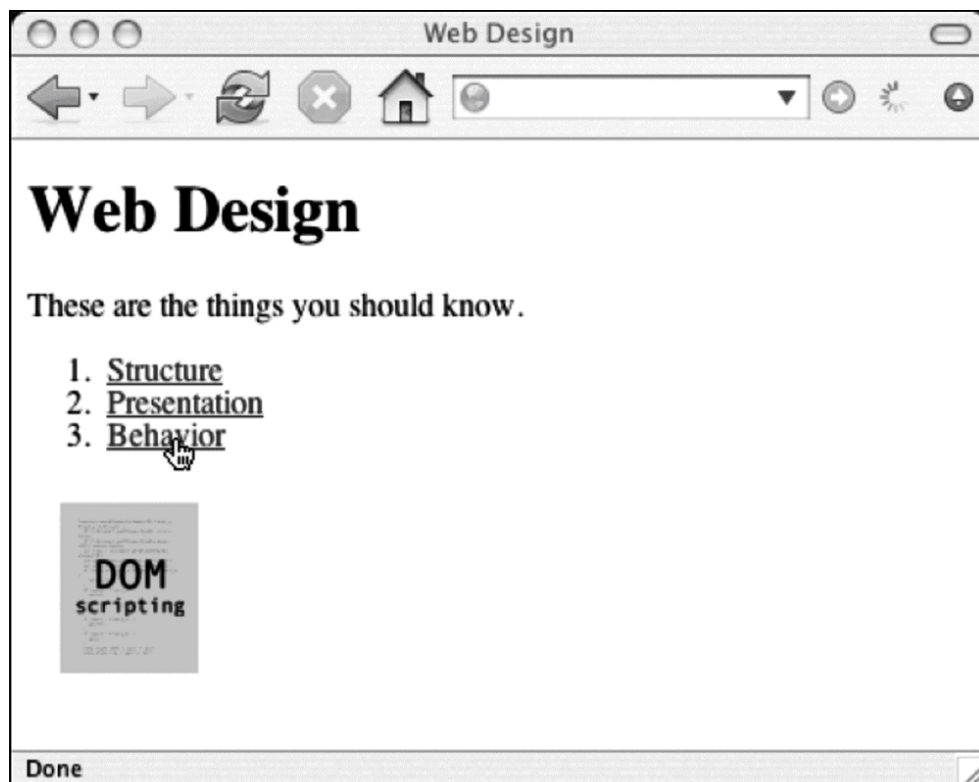 Web Design
Web Design
These are the things you should know.
1. Structure
2. Presentation
3. Behavior
DOM
scripting
Done